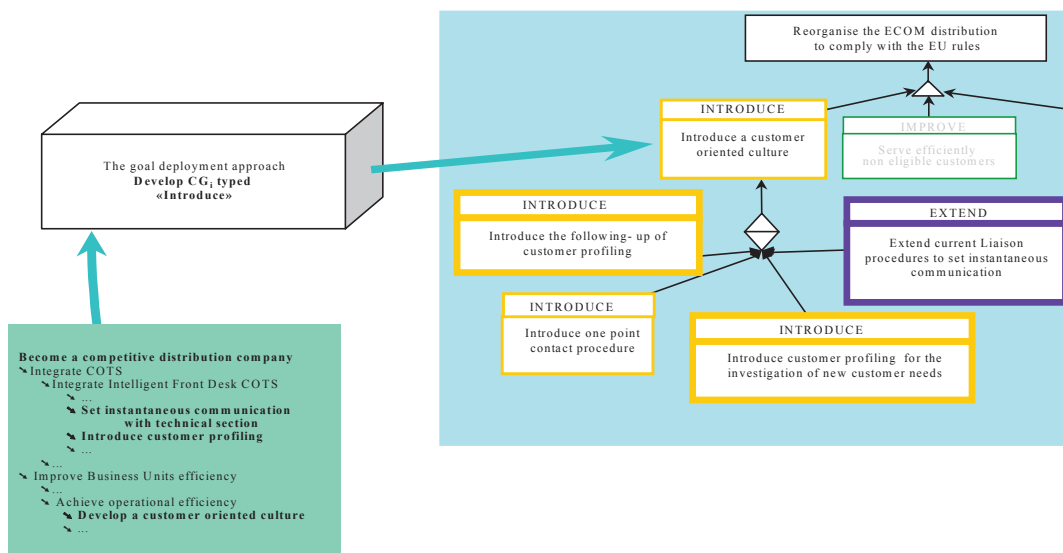 Reorganise the ECOM distribution
to comply with the EU rules
INTRODUCE
Introduce a customer
oriented culture
IMPROVE
Serve efficiently
non eligible customers
The goal deployment approach
Develop CGi typed
«Introduce»
INTRODUCE
Introduce the following- up of
customer profiling
EXTEND
Extend current Liaison
procedures to set instantaneous
communication
INTRODUCE
Introduce one point
contact procedure
INTRODUCE
Introduce customer profiling for the
investigation of new customer needs
Become a competitive distribution company
Integrate COTS
Integrate Intelligent Front Desk COTS
...
Set instantaneous communication
with technical section
Introduce customer profiling
...
...
Improve Business Units efficiency
...
Achieve operational efficiency
Develop a customer oriented culture
...